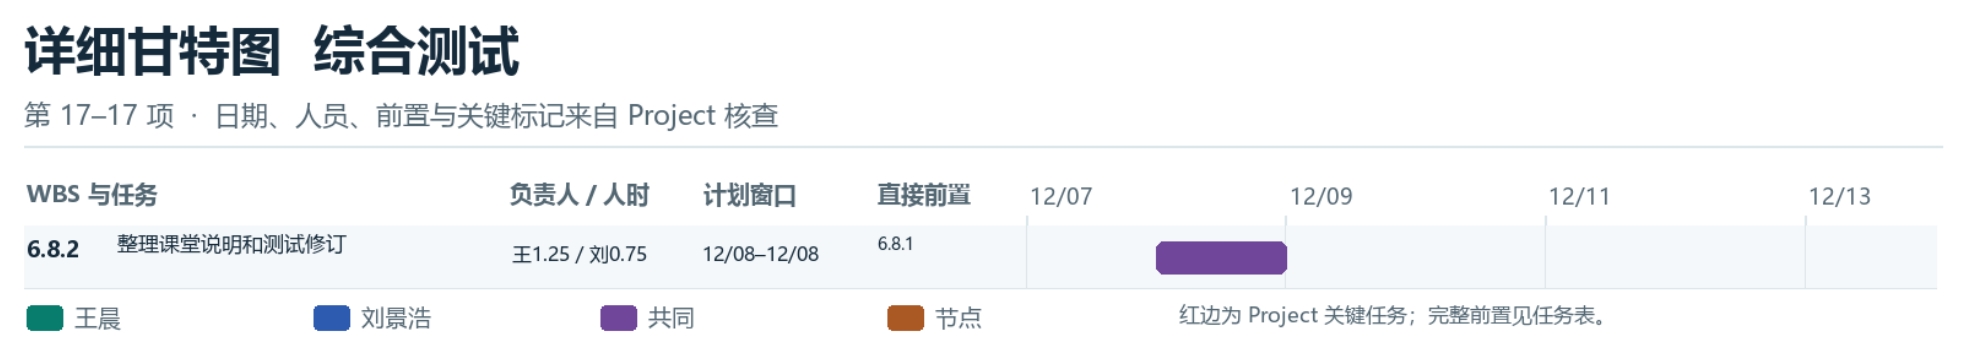 详细甘特图 综合测试
第 17–17 项 · 日期、人员、前置与关键标记来自 Project 核查
WBS 与任务 负责人 / 人时 计划窗口 直接前置 12/07 12/09 12/11 12/13
6.8.2 整理课堂说明和测试修订 王1.25 / 刘0.75 12/08–12/08 6.8.1
王晨 刘景浩 共同 节点 红边为 Project 关键任务；完整前置见任务表。